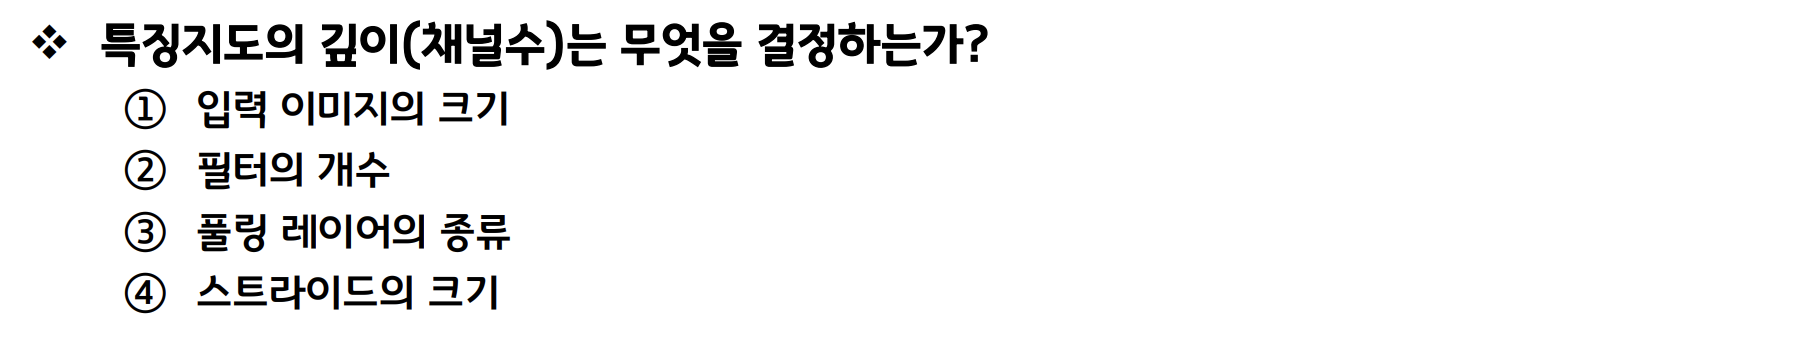 ❖ 특징지도의 깊이(채널수)는 무엇을 결정하는가?
① 입력 이미지의 크기
② 필터의 개수
③ 풀링 레이어의 종류
④ 스트라이드의 크기